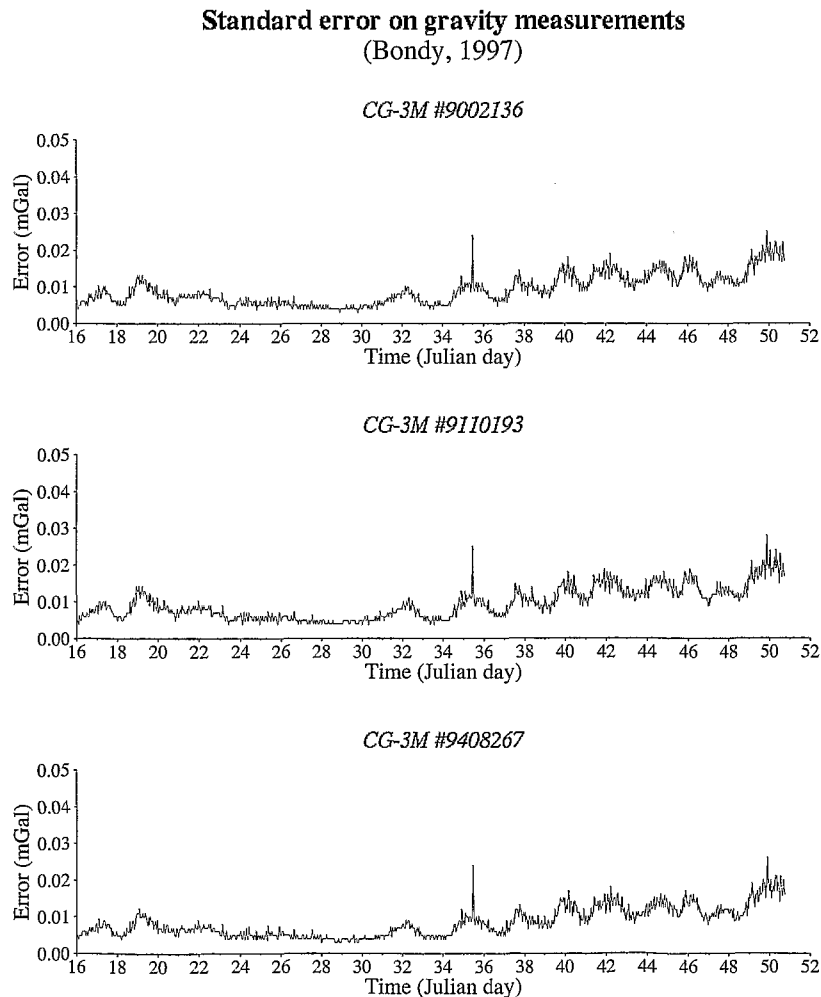 Standard error on gravity measurements
(Bondy, 1997)
CG-3M #9002136
Error (mGal)
0.05
0.04
0.03
0.02
0.01
0.00
16 18 20 22 24 26 28 30 32 34 36 38 40 42 44 46 48 50 52
Time (Julian day)
CG-3M #9110193
Error (mGal)
0.05
0.04
0.03
0.02
0.01
0.00
16 18 20 22 24 26 28 30 32 34 36 38 40 42 44 46 48 50 52
Time (Julian day)
CG-3M #9408267
Error (mGal)
0.05
0.04
0.03
0.02
0.01
0.00
16 18 20 22 24 26 28 30 32 34 36 38 40 42 44 46 48 50 52
Time (Julian day)